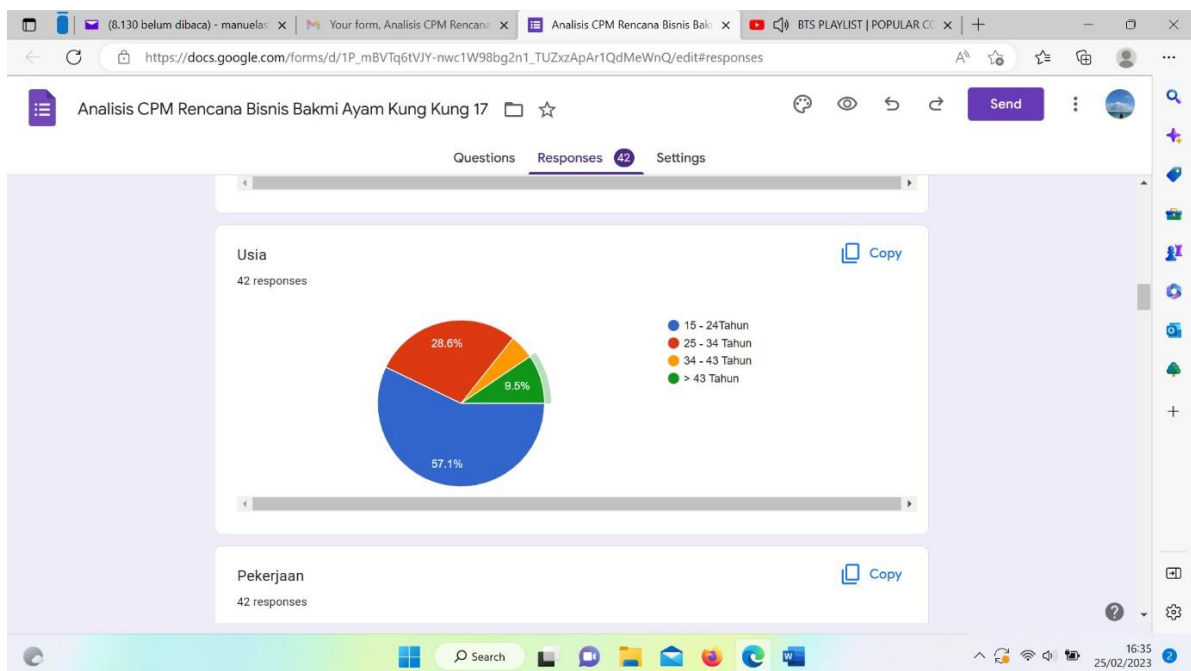 (8.130 belum dibaca) - manuelas
Your form, Analisis CPM Rencana
Analisis CPM Rencana Bisnis Bak
BTS PLAYLIST | POPULAR CO
https://docs.google.com/forms/d/1P_mBVTq6tVJY-nwc1W98bg2n1_TUZxzApAr1QdMeWnQ/edit#responses
Analisis CPM Rencana Bisnis Bakmi Ayam Kung Kung 17
Send
Questions
Responses 42
Settings
Usia
Copy
42 responses
28.6%
9.5%
57.1%
15 - 24Tahun
25 - 34 Tahun
34 - 43 Tahun
> 43 Tahun
Pekerjaan
Copy
42 responses
Search
16:35
25/02/2023
2